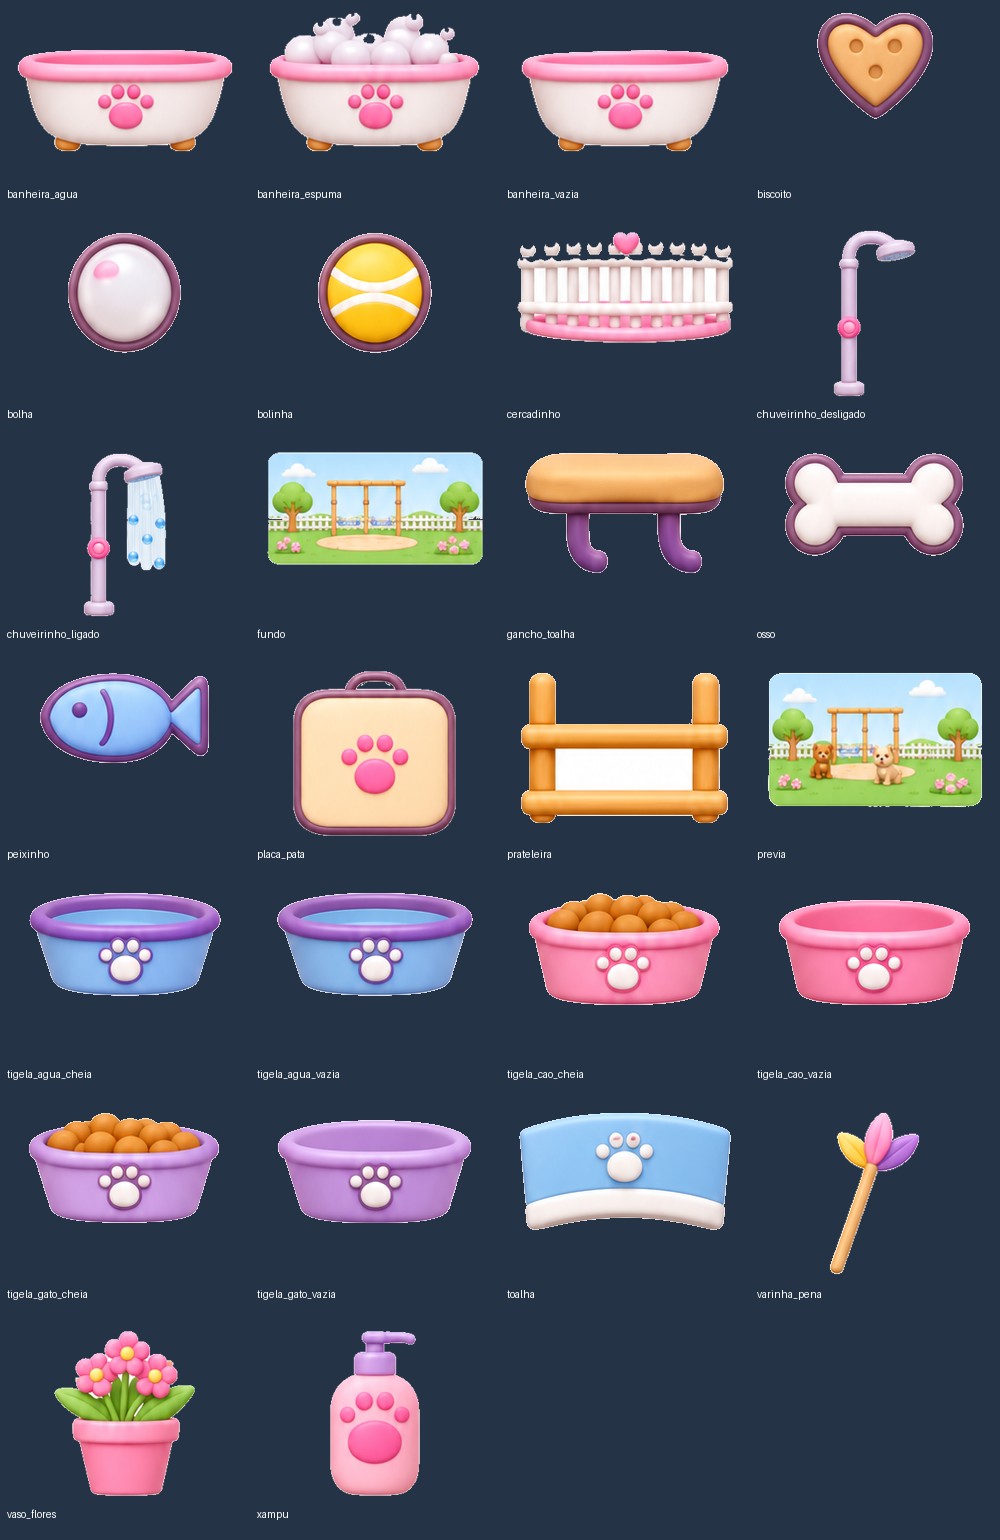 banheira_agua
banheira_espuma
banheira_vazia
biscoito
bolha
bolinha
cercadinho
chuveirinho_desligado
chuveirinho_ligado
fundo
gancho_toalha
osso
peixinho
placa_pata
prateleira
previa
tigela_agua_cheia
tigela_agua_vazia
tigela_cao_cheia
tigela_cao_vazia
tigela_gato_cheia
tigela_gato_vazia
toalha
varinha_pena
vaso_flores
xampu